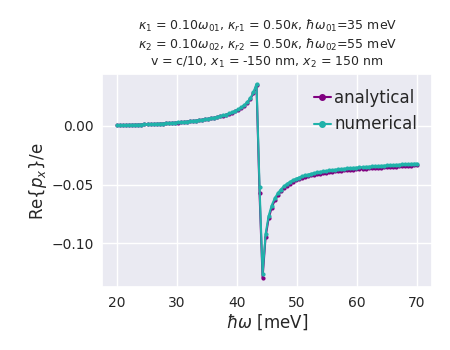 κ₁ = 0.10ω₀₁, κᵣ₁ = 0.50κ, ℏω₀₁=35 meV
κ₂ = 0.10ω₀₂, κᵣ₂ = 0.50κ, ℏω₀₂=55 meV
v = c/10, x₁ = -150 nm, x₂ = 150 nm
analytical
numerical
Re{pₓ}/e
0.00
−0.05
−0.10
20 30 40 50 60 70
ℏω [meV]